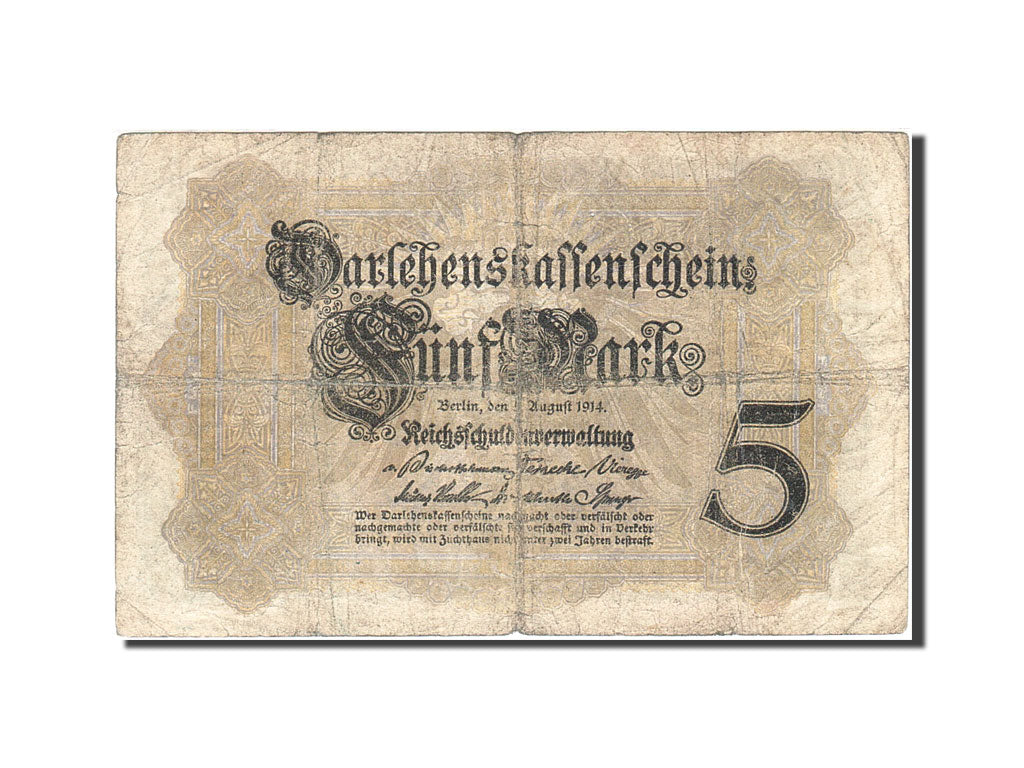 Darlehenskassenschein
Fünf Mark
Berlin, den August 1914.
Reichsschuldenverwaltung
5
Wer Darlehenskassenscheine nachmacht oder verfälscht oder
nachgemachte oder verfälschte sich verschafft und in Verkehr
bringt, wird mit Zuchthaus nicht unter zwei Jahren bestraft.